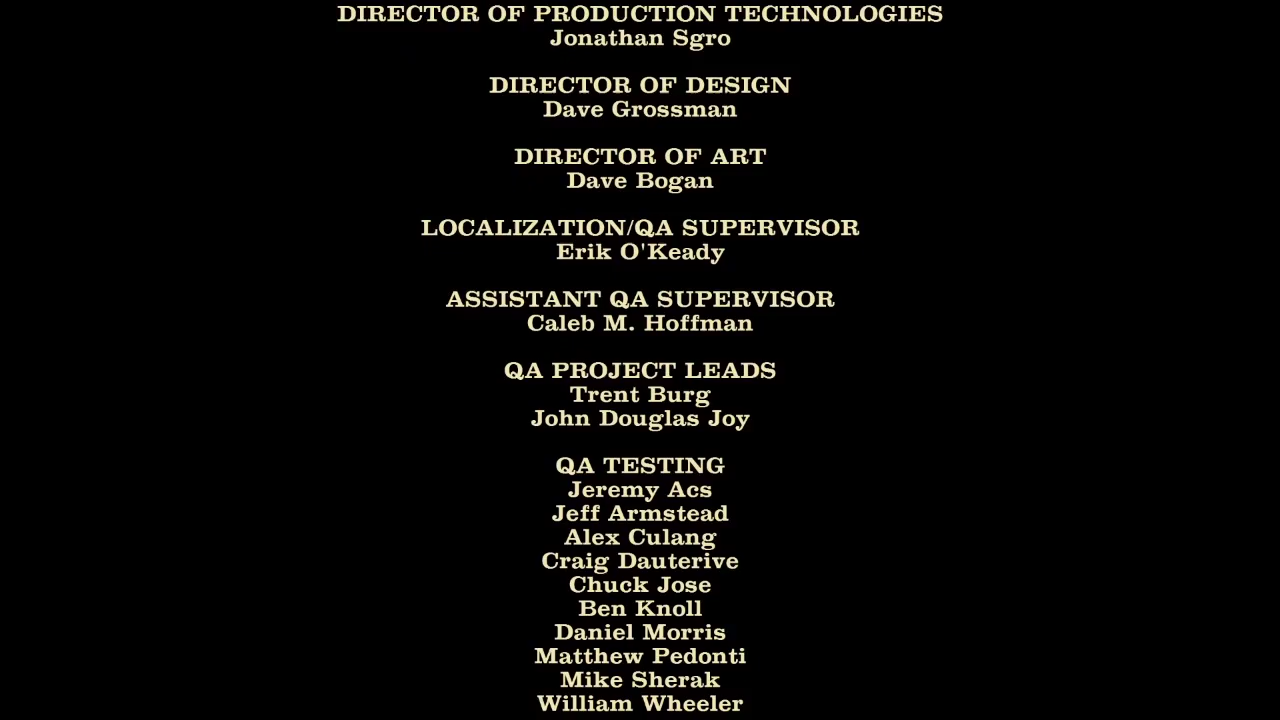 DIRECTOR OF PRODUCTION TECHNOLOGIES
Jonathan Sgro
DIRECTOR OF DESIGN
Dave Grossman
DIRECTOR OF ART
Dave Bogan
LOCALIZATION/QA SUPERVISOR
Erik O'Keady
ASSISTANT QA SUPERVISOR
Caleb M. Hoffman
QA PROJECT LEADS
Trent Burg
John Douglas Joy
QA TESTING
Jeremy Acs
Jeff Armstead
Alex Culang
Craig Dauterive
Chuck Jose
Ben Knoll
Daniel Morris
Matthew Pedonti
Mike Sherak
William Wheeler